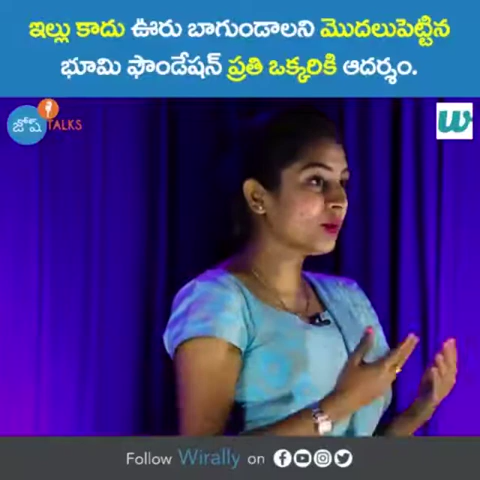 ఇల్లు కాదు ఊరు బాగుండాలని మొదలుపెట్టిన
భూమి ఫౌండేషన్ ప్రతి ఒక్కరికి ఆదర్శం.
జోష్ TALKS
w
Follow Wirally on